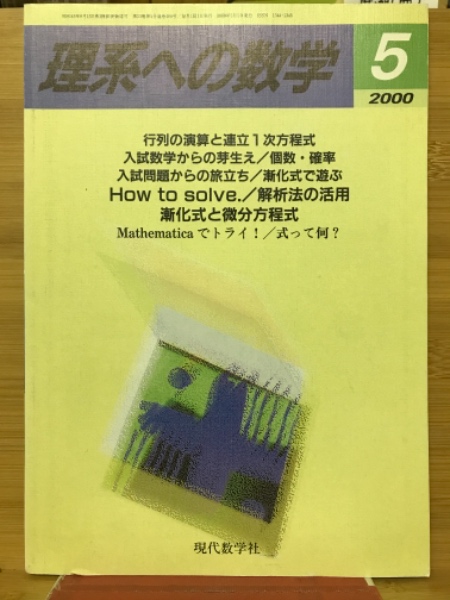 理系への数学
5
2000
行列の演算と連立1次方程式
入試数学からの芽生え/個数・確率
入試問題からの旅立ち/漸化式で遊ぶ
How to solve./解析法の活用
漸化式と微分方程式
Mathematicaでトライ!/式って何?
現代数学社